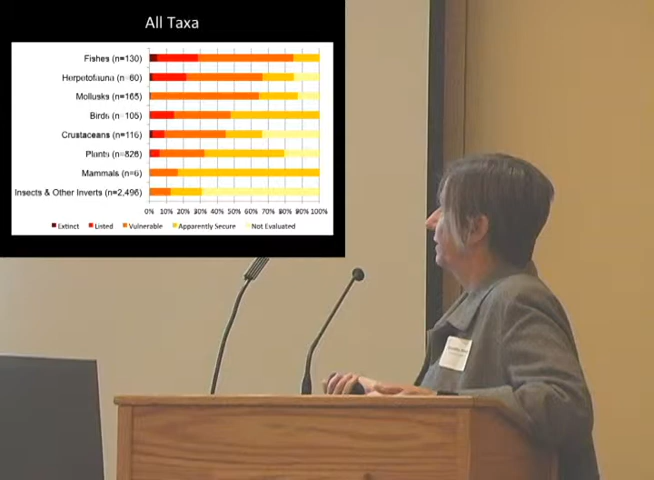 All Taxa
Fishes (n=130)
Herpetofauna (n=60)
Mollusks (n=165)
Birds (n=105)
Crustaceans (n=116)
Plants (n=826)
Mammals (n=6)
Insects & Other Inverts (n=2,496)
0% 10% 20% 30% 40% 50% 60% 70% 80% 90% 100%
Extinct Listed Vulnerable Apparently Secure Not Evaluated